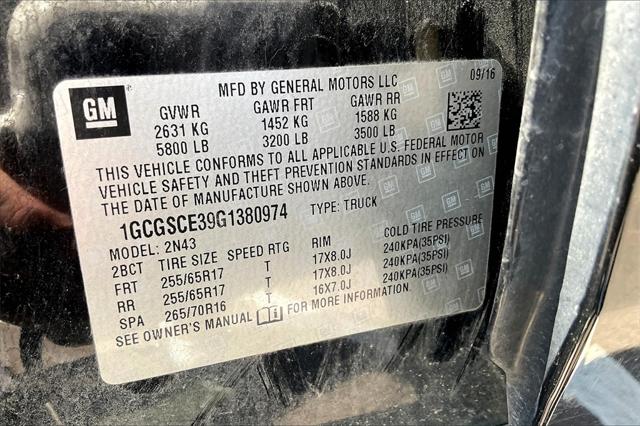 MFD BY GENERAL MOTORS LLC 09/16
GM
GVWR GAWR FRT GAWR RR
2631 KG 1452 KG 1588 KG
5800 LB 3200 LB 3500 LB
THIS VEHICLE CONFORMS TO ALL APPLICABLE U.S. FEDERAL MOTOR
VEHICLE SAFETY AND THEFT PREVENTION STANDARDS IN EFFECT ON
THE DATE OF MANUFACTURE SHOWN ABOVE.
1GCGSCE39G1380974 TYPE: TRUCK
MODEL: 2N43
2BCT TIRE SIZE SPEED RTG RIM COLD TIRE PRESSURE
FRT 255/65R17 T 17X8.0J 240KPA(35PSI)
RR 255/65R17 T 17X8.0J 240KPA(35PSI)
SPA 265/70R16 T 16X7.0J 240KPA(35PSI)
SEE OWNER'S MANUAL FOR MORE INFORMATION.